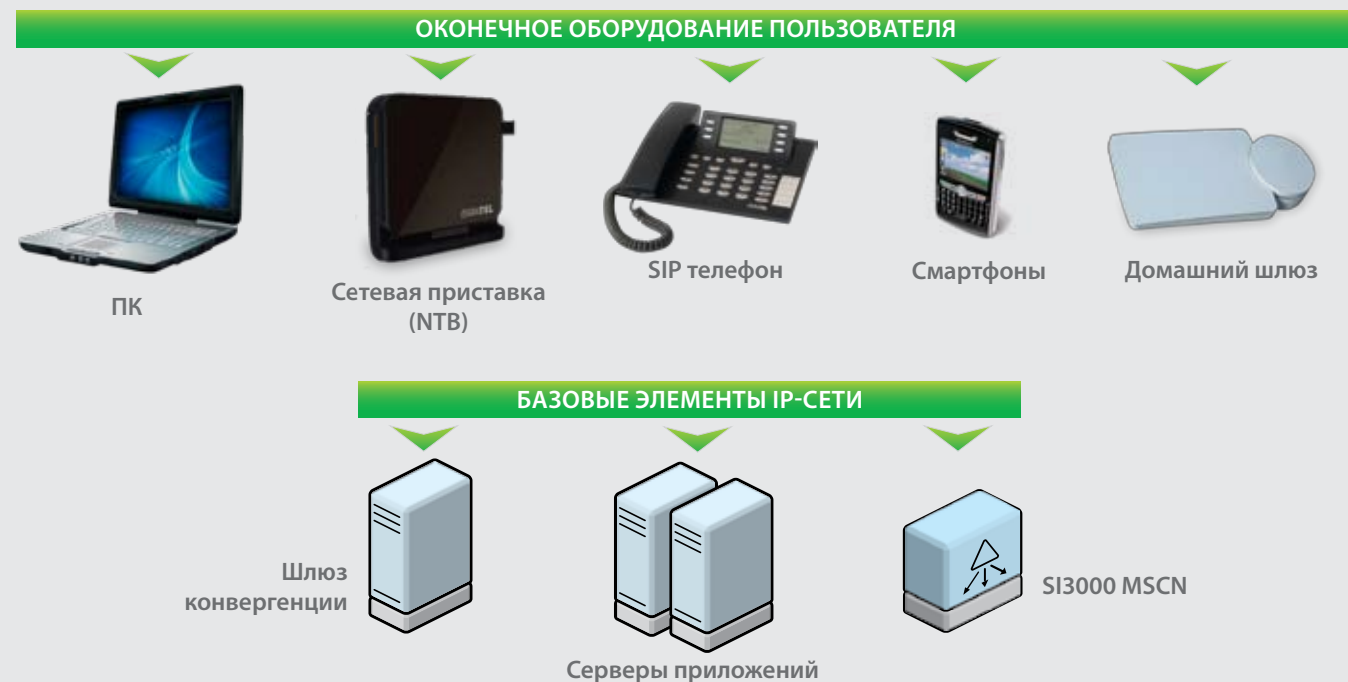 ОКОНЕЧНОЕ ОБОРУДОВАНИЕ ПОЛЬЗОВАТЕЛЯ
ПК
Сетевая приставка
(NTB)
SIP телефон
Смартфоны
Домашний шлюз
БАЗОВЫЕ ЭЛЕМЕНТЫ IP-СЕТИ
Шлюз
конвергенции
Серверы приложений
SI3000 MSCN